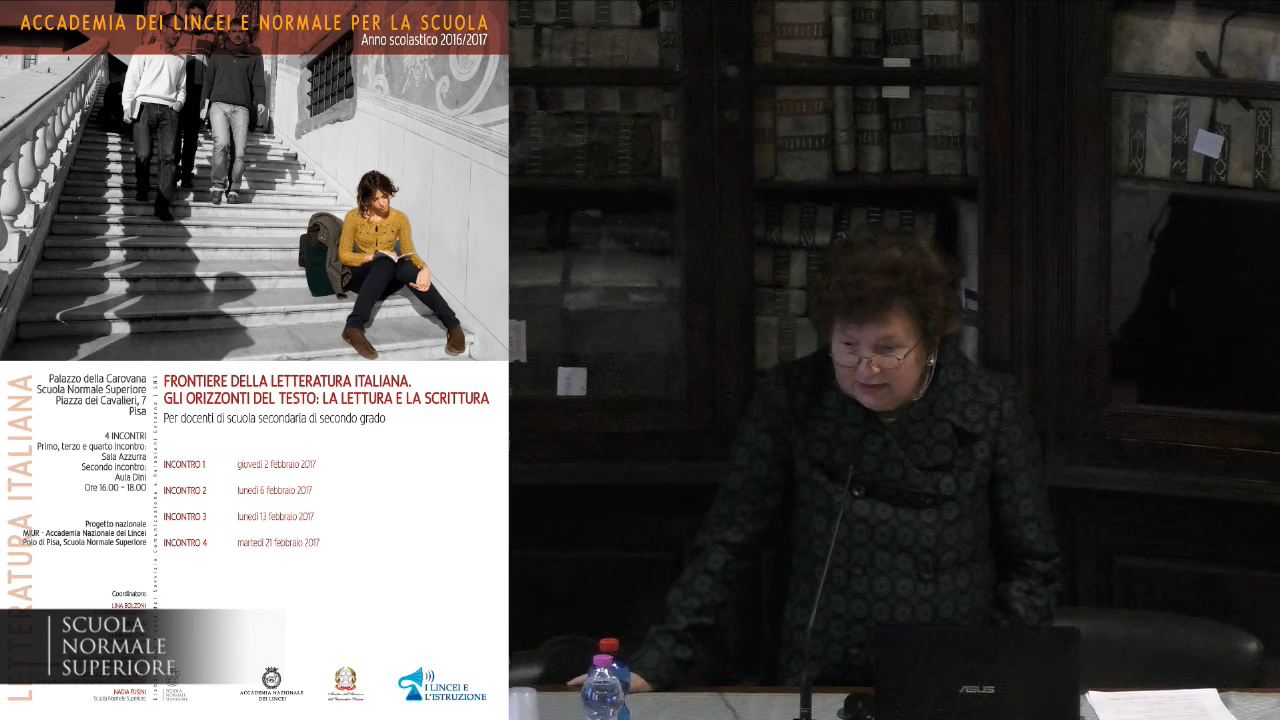 ACCADEMIA DEI LINCEI E NORMALE PER LA SCUOLA
Anno scolastico 2016/2017
LETTERATURA ITALIANA
Palazzo della Carovana
Scuola Normale Superiore
Piazza dei Cavalieri, 7
Pisa
4 INCONTRI
Primo, terzo e quarto incontro:
Sala Azzurra
Secondo incontro:
Aula Dini
Ore 16.00 - 18.00
Progetto nazionale
MIUR - Accademia Nazionale dei Lincei
Polo di Pisa, Scuola Normale Superiore
Coordinatore
LINA BOLZONI
NADIA FUSINI
Scuola Normale Superiore
FRONTIERE DELLA LETTERATURA ITALIANA.
GLI ORIZZONTI DEL TESTO: LA LETTURA E LA SCRITTURA
Per docenti di scuola secondaria di secondo grado
INCONTRO 1 giovedì 2 febbraio 2017
INCONTRO 2 lunedì 6 febbraio 2017
INCONTRO 3 lunedì 13 febbraio 2017
INCONTRO 4 martedì 21 febbraio 2017
SCUOLA
NORMALE
SUPERIORE
SCUOLA
NORMALE
SUPERIORE
ACCADEMIA NAZIONALE
DEI LINCEI
I LINCEI E
L'ISTRUZIONE
ASUS